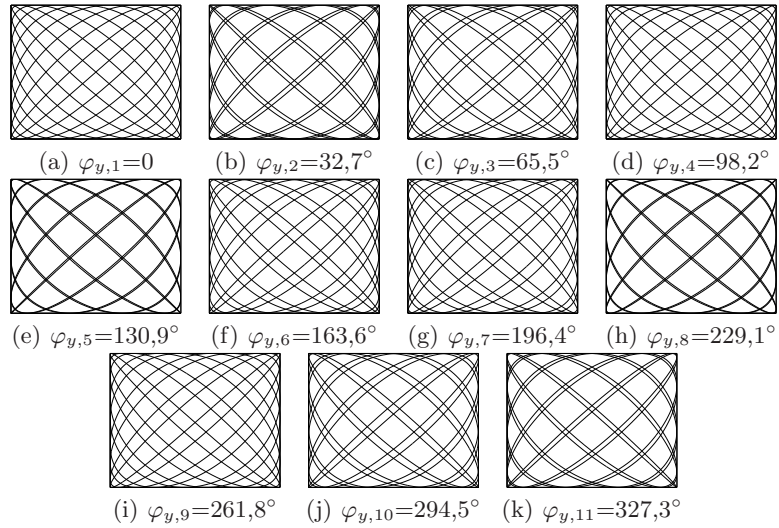 (a) φy,1=0 (b) φy,2=32,7° (c) φy,3=65,5° (d) φy,4=98,2°
(e) φy,5=130,9° (f) φy,6=163,6° (g) φy,7=196,4° (h) φy,8=229,1°
(i) φy,9=261,8° (j) φy,10=294,5° (k) φy,11=327,3°